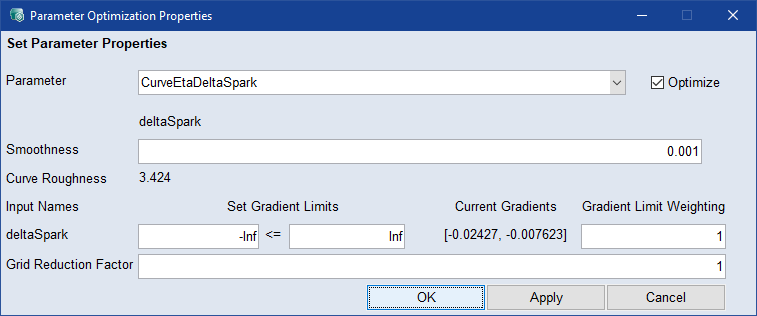 Parameter Optimization Properties
Set Parameter Properties
Parameter CurveEtaDeltaSpark Optimize
deltaSpark
Smoothness 0.001
Curve Roughness 3.424
Input Names Set Gradient Limits Current Gradients Gradient Limit Weighting
deltaSpark -Inf <= Inf [-0.02427, -0.007623] 1
Grid Reduction Factor 1
OK Apply Cancel